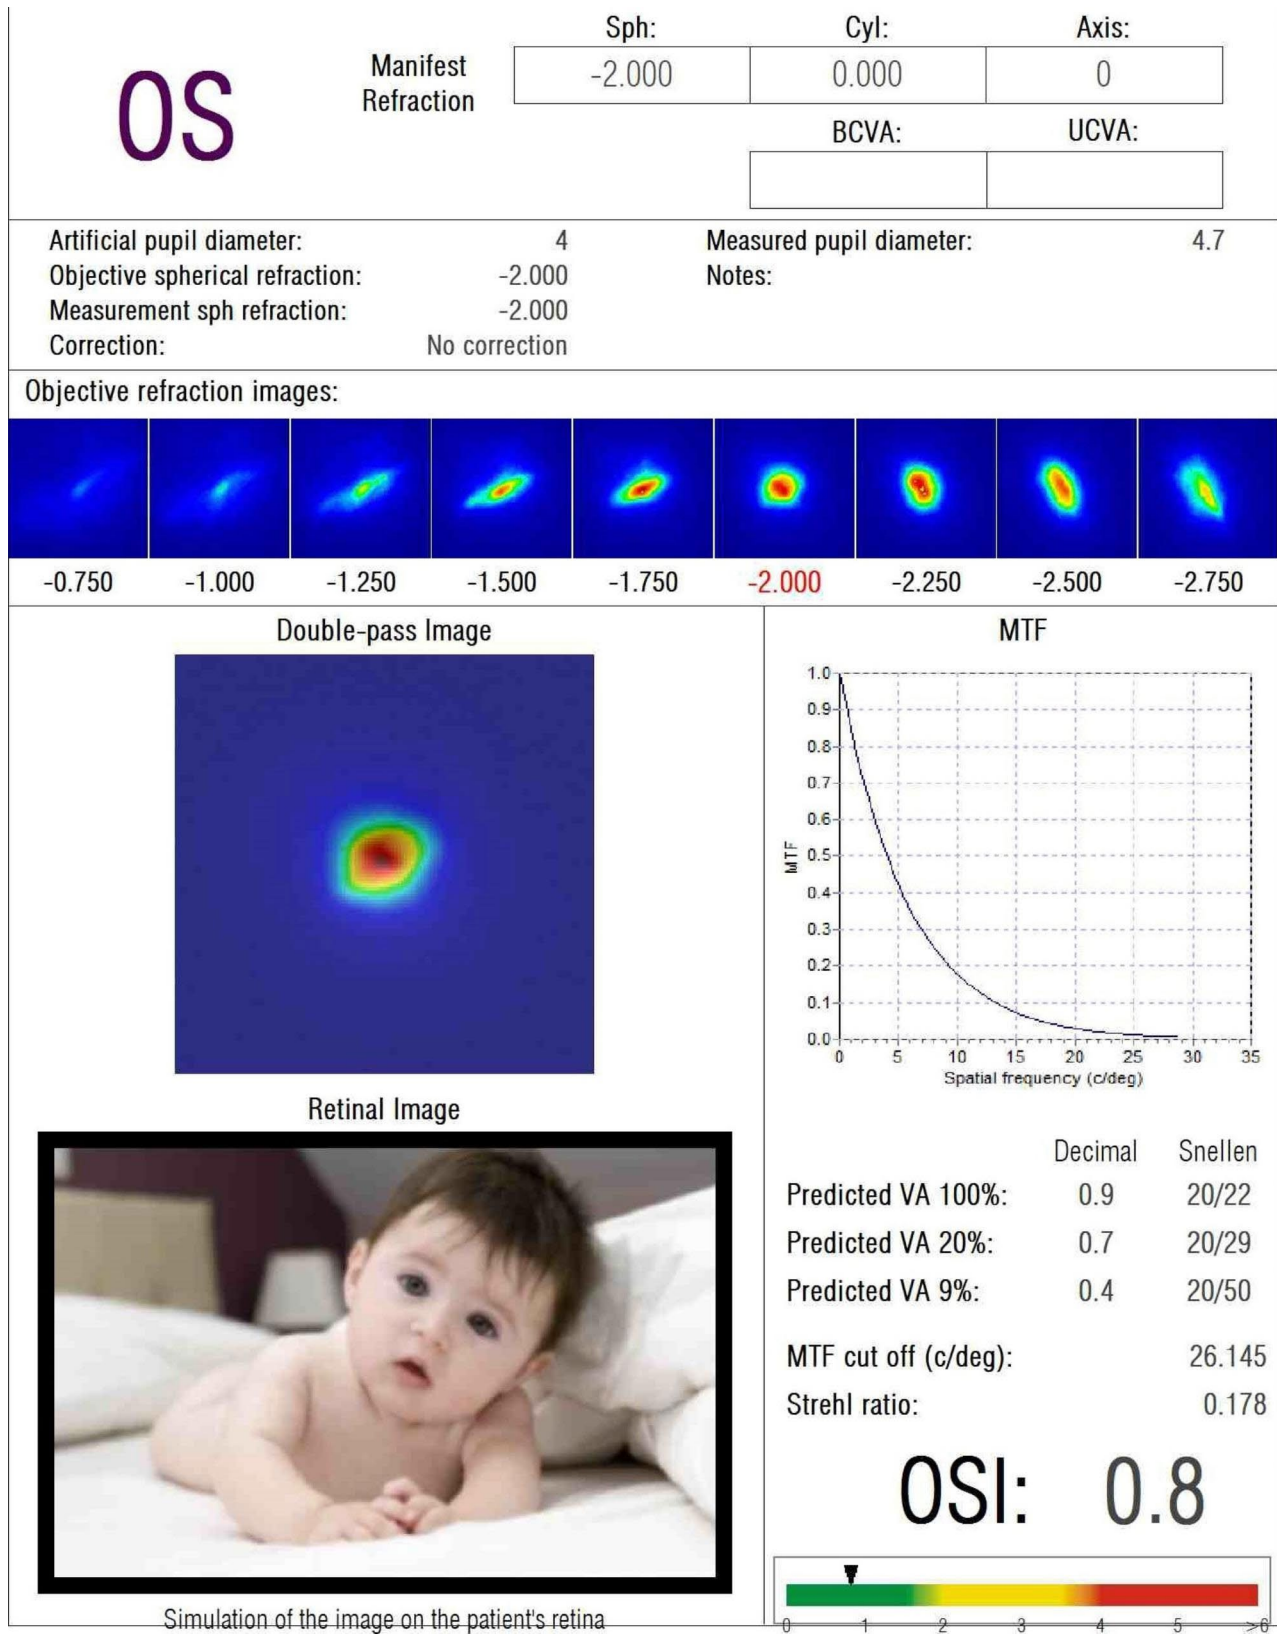 Sph: Cyl: Axis:
OS
Manifest Refraction -2.000 0.000 0
BCVA: UCVA:
Artificial pupil diameter: 4 Measured pupil diameter: 4.7
Objective spherical refraction: -2.000 Notes:
Measurement sph refraction: -2.000
Correction: No correction
Objective refraction images:
-0.750 -1.000 -1.250 -1.500 -1.750 -2.000 -2.250 -2.500 -2.750
Double-pass Image
MTF
1.0
0.9
0.8
0.7
0.6
0.5
0.4
0.3
0.2
0.1
0.0
MTF
0 5 10 15 20 25 30 35
Spatial frequency (c/deg)
Retinal Image
Simulation of the image on the patient's retina
Decimal Snellen
Predicted VA 100%: 0.9 20/22
Predicted VA 20%: 0.7 20/29
Predicted VA 9%: 0.4 20/50
MTF cut off (c/deg): 26.145
Strehl ratio: 0.178
OSI: 0.8
0 1 2 3 4 5 >6